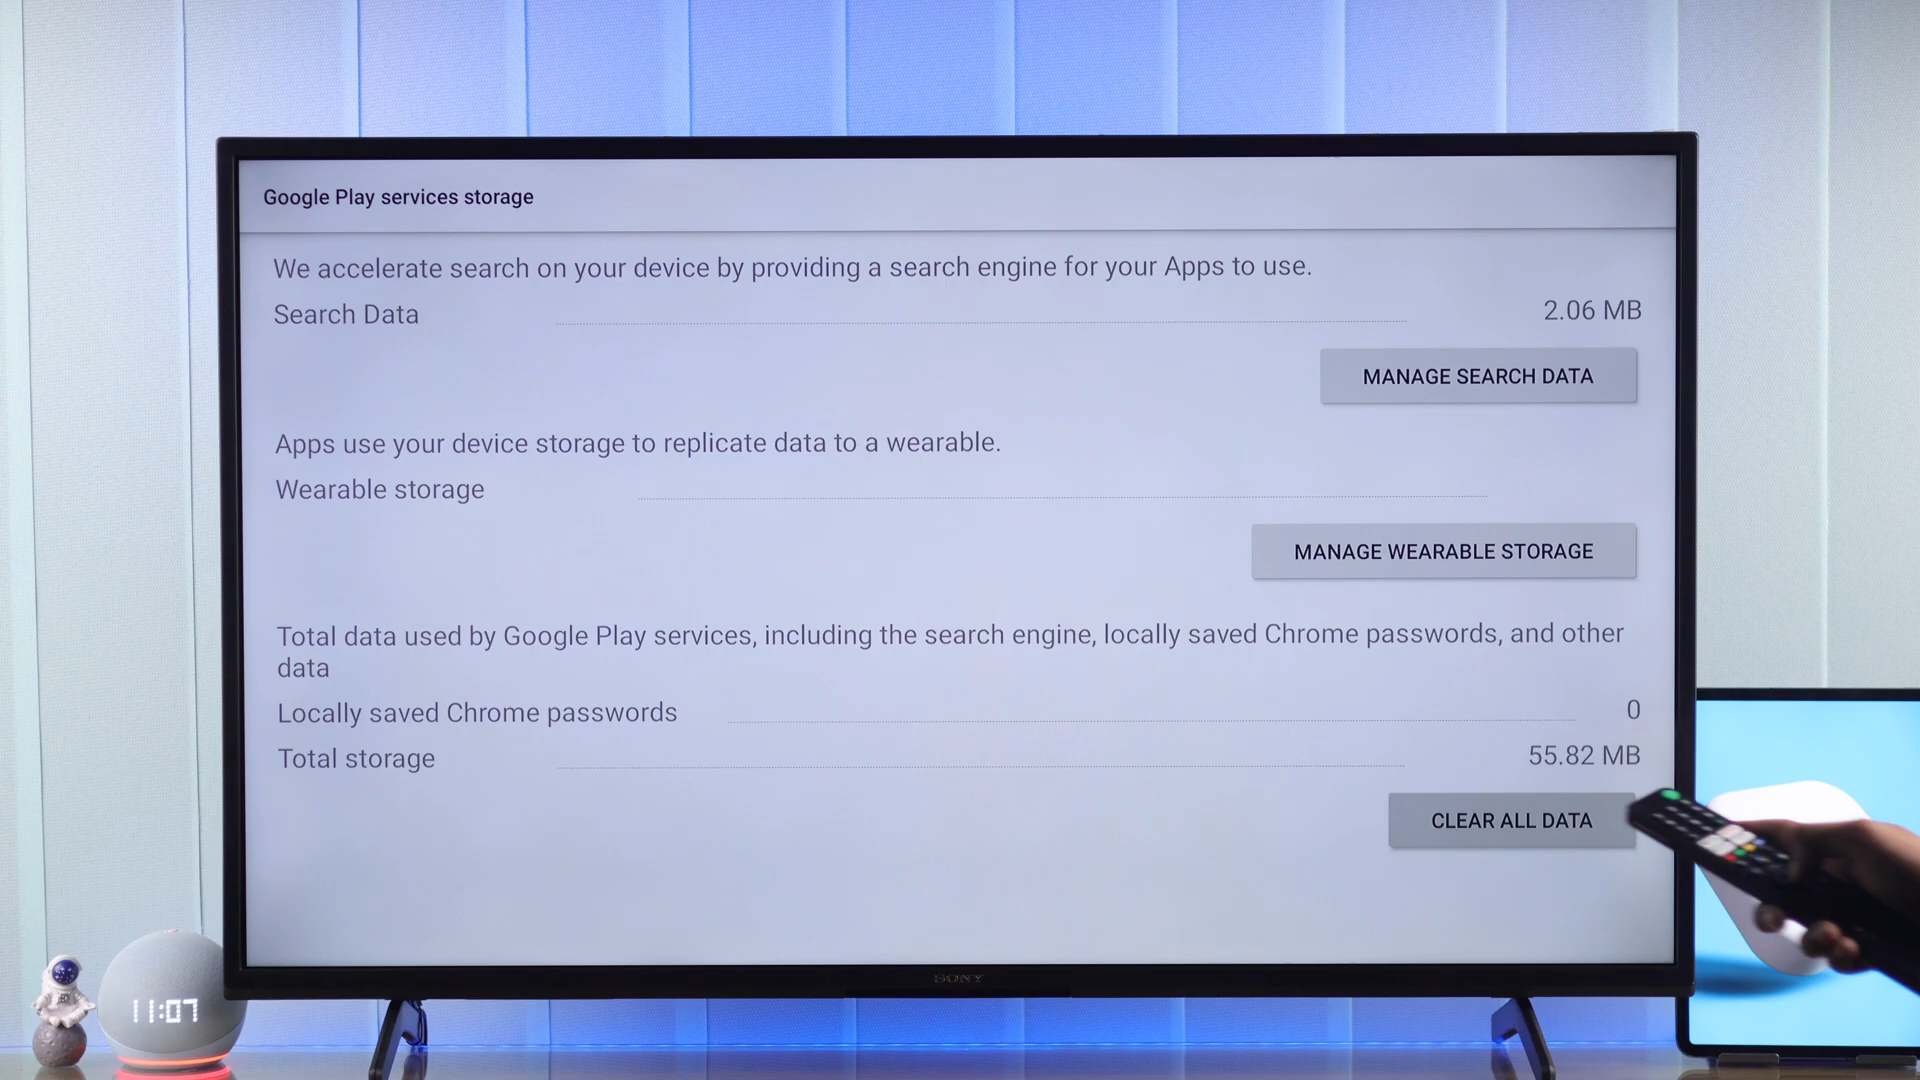 Google Play services storage
We accelerate search on your device by providing a search engine for your Apps to use.
Search Data 2.06 MB
MANAGE SEARCH DATA
Apps use your device storage to replicate data to a wearable.
Wearable storage
MANAGE WEARABLE STORAGE
Total data used by Google Play services, including the search engine, locally saved Chrome passwords, and other
data
Locally saved Chrome passwords 0
Total storage 55.82 MB
CLEAR ALL DATA
SONY
11:07